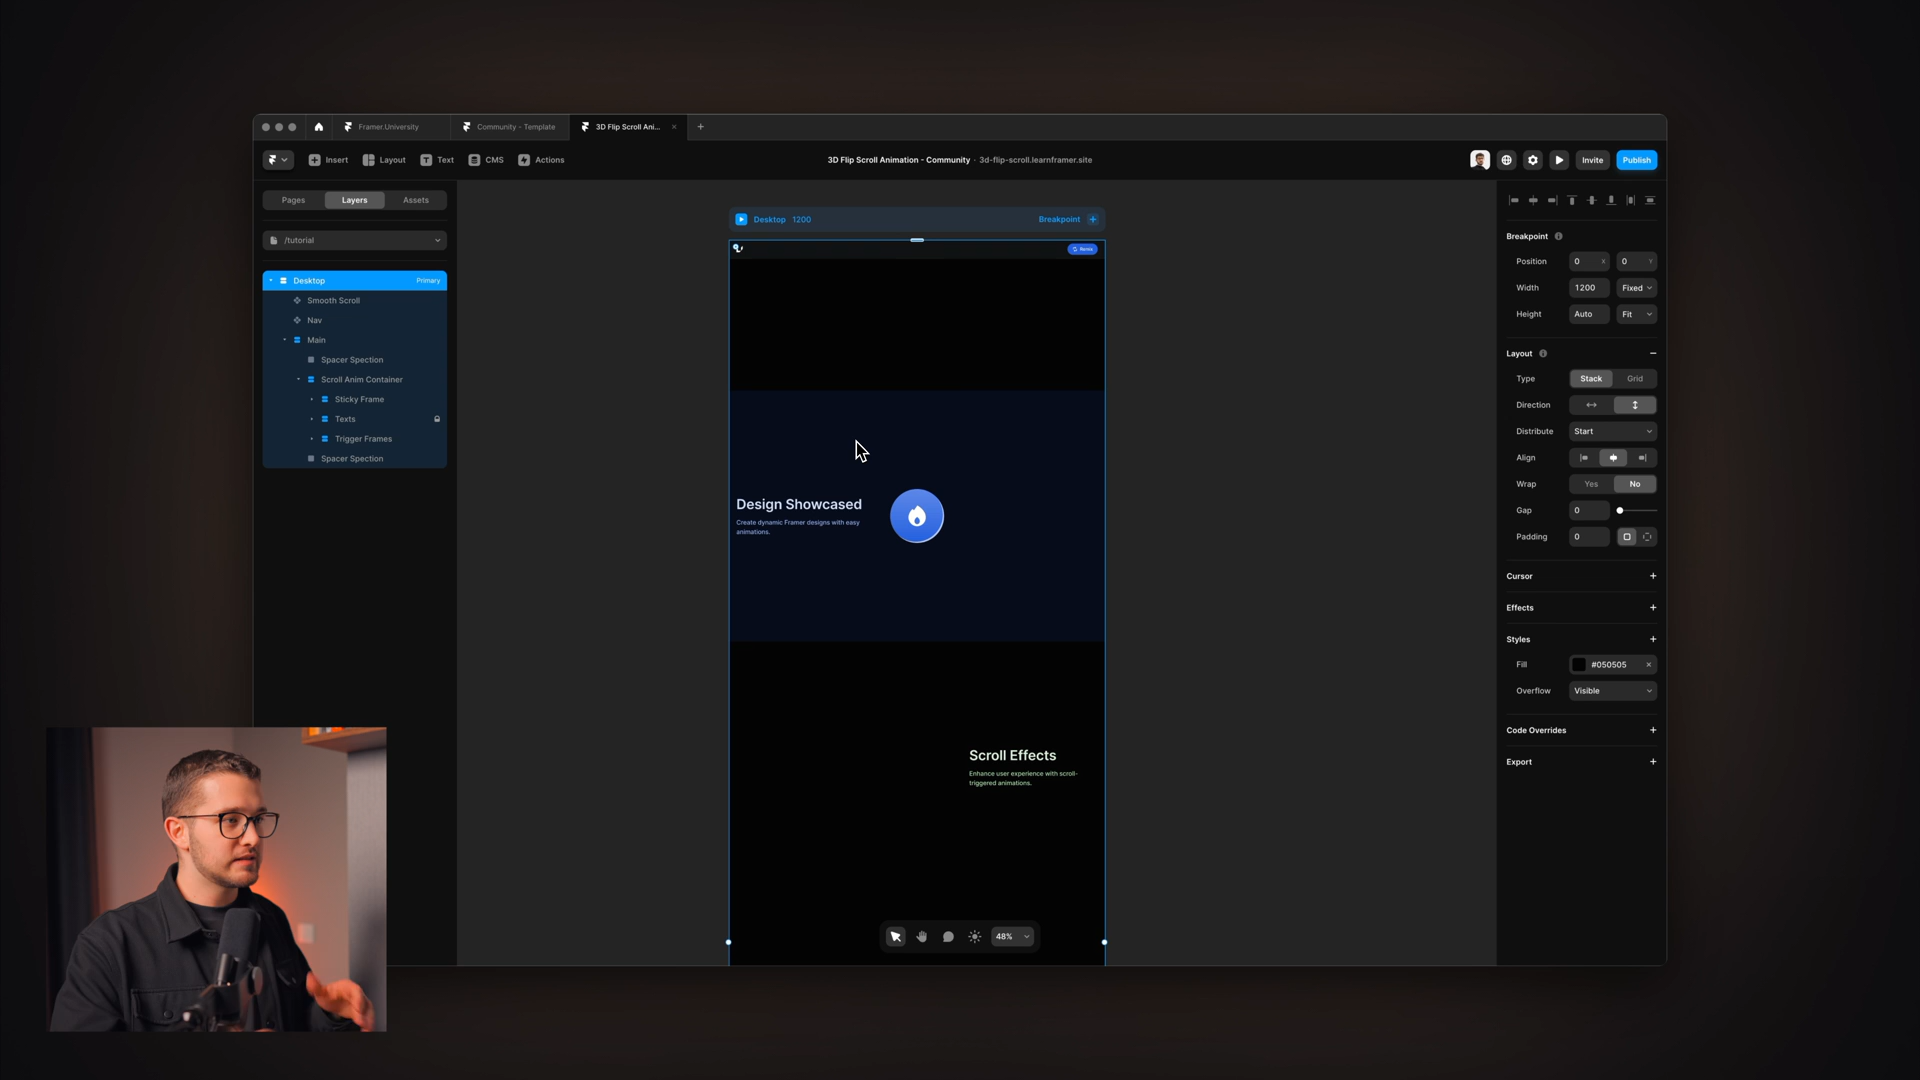 Framer.University
Community - Template
3D Flip Scroll Ani...
Insert
Layout
Text
CMS
Actions
3D Flip Scroll Animation - Community · 3d-flip-scroll.learnframer.site
Invite
Publish
Pages
Layers
Assets
/tutorial
Desktop
Primary
Smooth Scroll
Nav
Main
Spacer Spection
Scroll Anim Container
Sticky Frame
Texts
Trigger Frames
Spacer Spection
Desktop 1200
Breakpoint
Remix
Design Showcased
Create dynamic Framer designs with easy
animations.
Scroll Effects
Enhance user experience with scroll-
triggered animations.
48%
Breakpoint
Position 0 X 0 Y
Width 1200 Fixed
Height Auto Fit
Layout
Type Stack Grid
Direction
Distribute Start
Align
Wrap Yes No
Gap 0
Padding 0
Cursor
Effects
Styles
Fill #050505
Overflow Visible
Code Overrides
Export